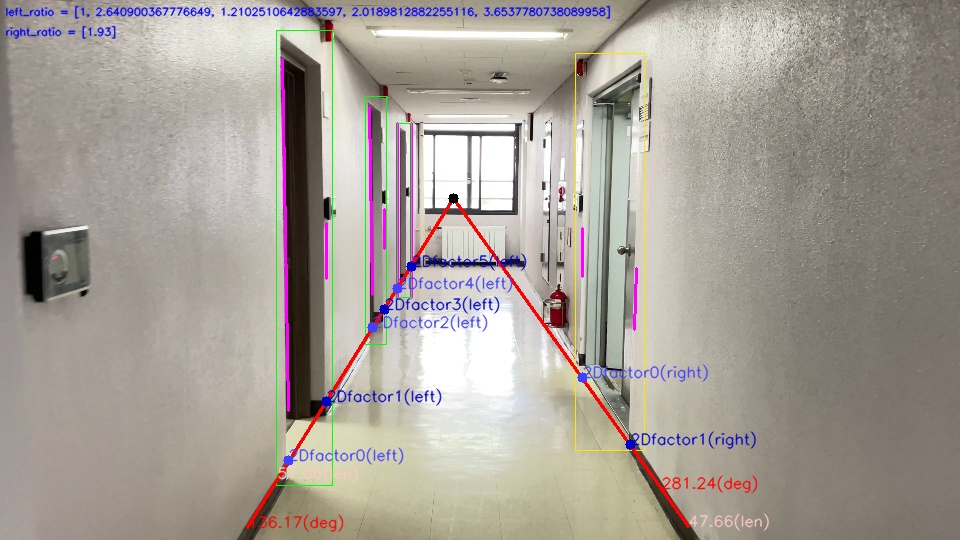 left_ratio = [1, 2.640900367776649, 1.2102510642883597, 2.0189812882255116, 3.6537780738089958]
right_ratio = [1.93]
2Dfactor5(left)
2Dfactor4(left)
2Dfactor3(left)
2Dfactor2(left)
2Dfactor0(right)
2Dfactor1(left)
2Dfactor1(right)
2Dfactor0(left)
281.24(deg)
136.17(deg)
47.66(len)